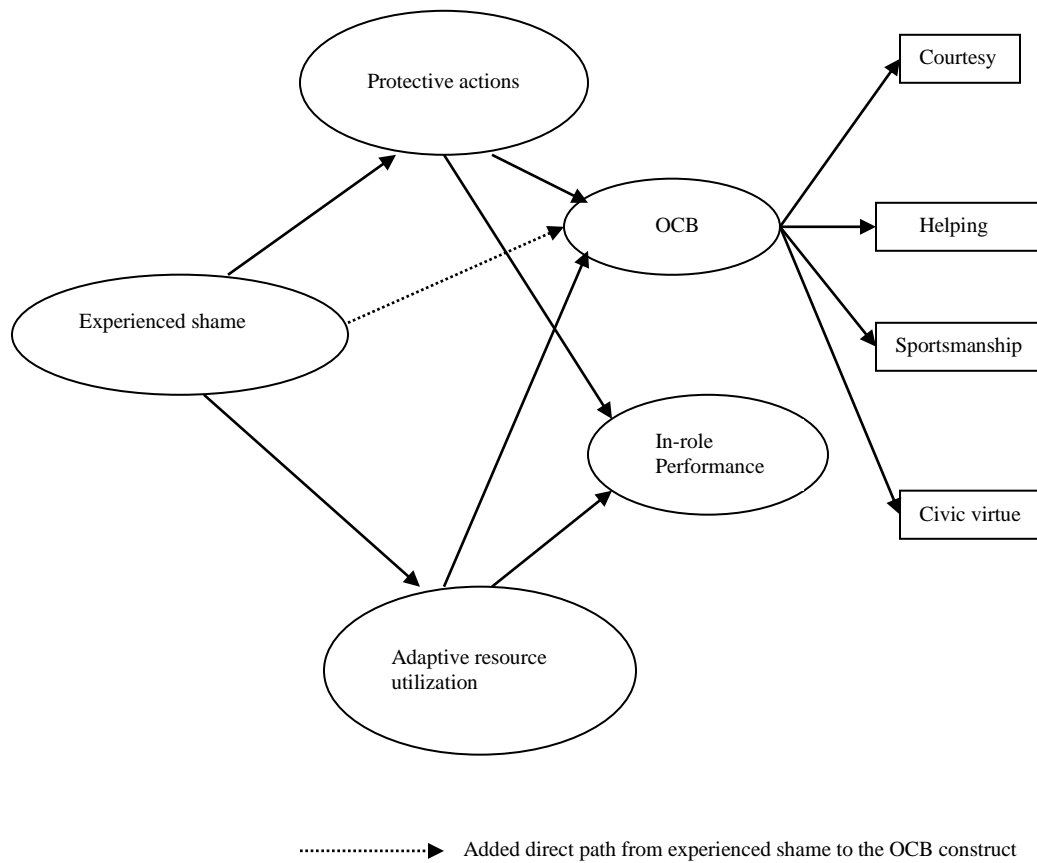 Courtesy
Protective actions
OCB
Helping
Experienced shame
Sportsmanship
In-role
Performance
Civic virtue
Adaptive resource
utilization
Added direct path from experienced shame to the OCB construct